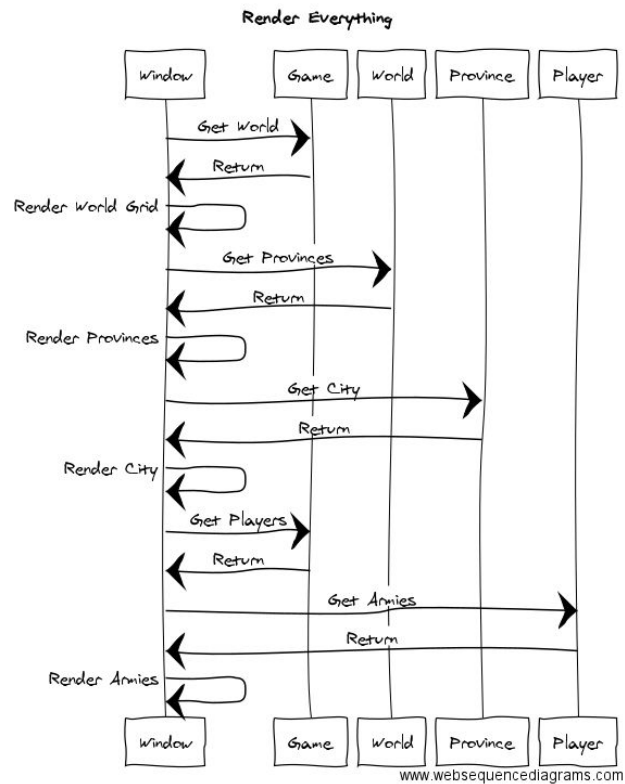 Render Everything
Window Game World Province Player
Get World
Return
Render World Grid
Get Provinces
Return
Render Provinces
Get City
Return
Render City
Get Players
Return
Get Armies
Return
Render Armies
Window Game World Province Player
www.websequencediagrams.com